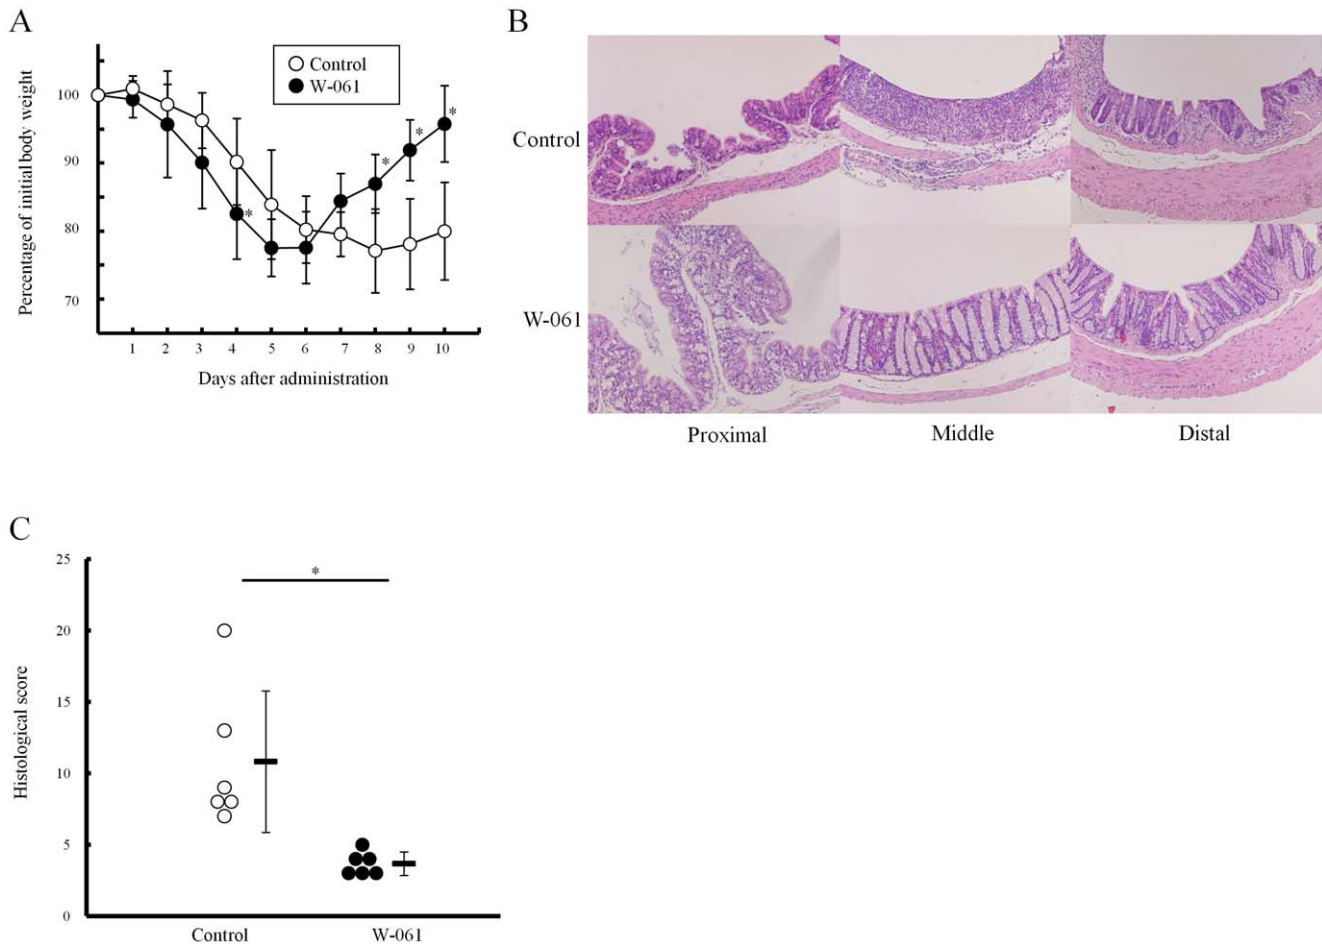 A
Control
W-061
100
90
80
70
Percentage of initial body weight
*
*
*
*
1 2 3 4 5 6 7 8 9 10
Days after administration
B
Control
W-061
Proximal Middle Distal
C
25
20
15
10
5
0
Histological score
*
Control W-061